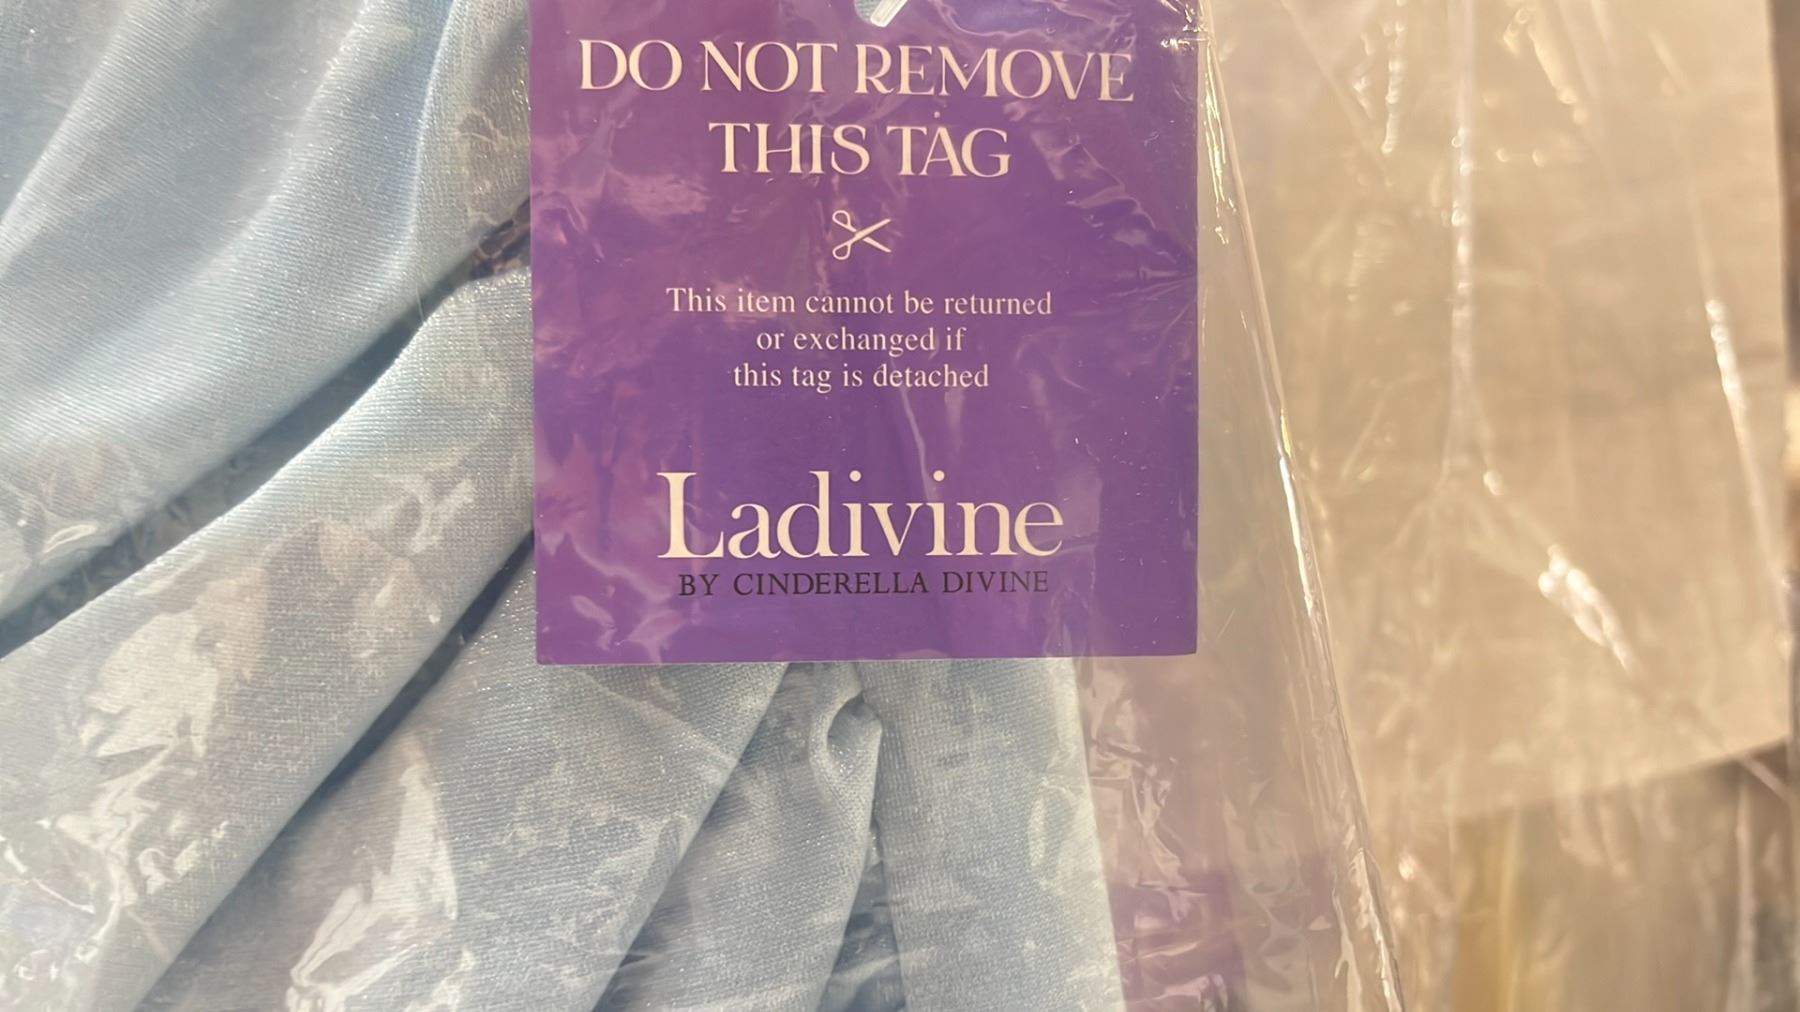 DO NOT REMOVE
THIS TAG
This item cannot be returned
or exchanged if
this tag is detached
Ladivine
BY CINDERELLA DIVINE